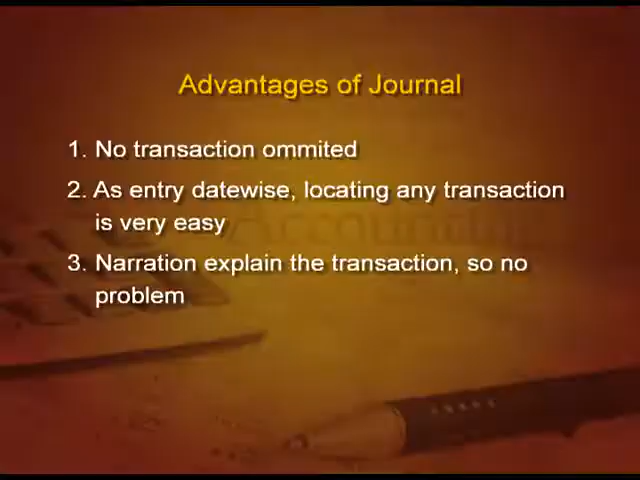 Advantages of Journal
1. No transaction ommited
2. As entry datewise, locating any transaction
is very easy
3. Narration explain the transaction, so no
problem